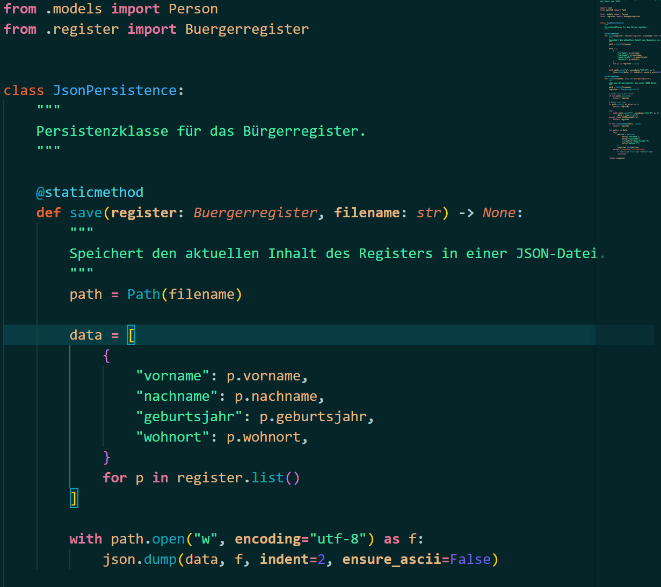 from .models import Person
from .register import Buergerregister
class JsonPersistence:
"""
Persistenzklasse für das Bürgerregister.
"""
@staticmethod
def save(register: Buergerregister, filename: str) -> None:
"""
Speichert den aktuellen Inhalt des Registers in einer JSON-Datei.
"""
path = Path(filename)
data = [
{
"vorname": p.vorname,
"nachname": p.nachname,
"geburtsjahr": p.geburtsjahr,
"wohnort": p.wohnort,
}
for p in register.list()
]
with path.open("w", encoding="utf-8") as f:
json.dump(data, f, indent=2, ensure_ascii=False)